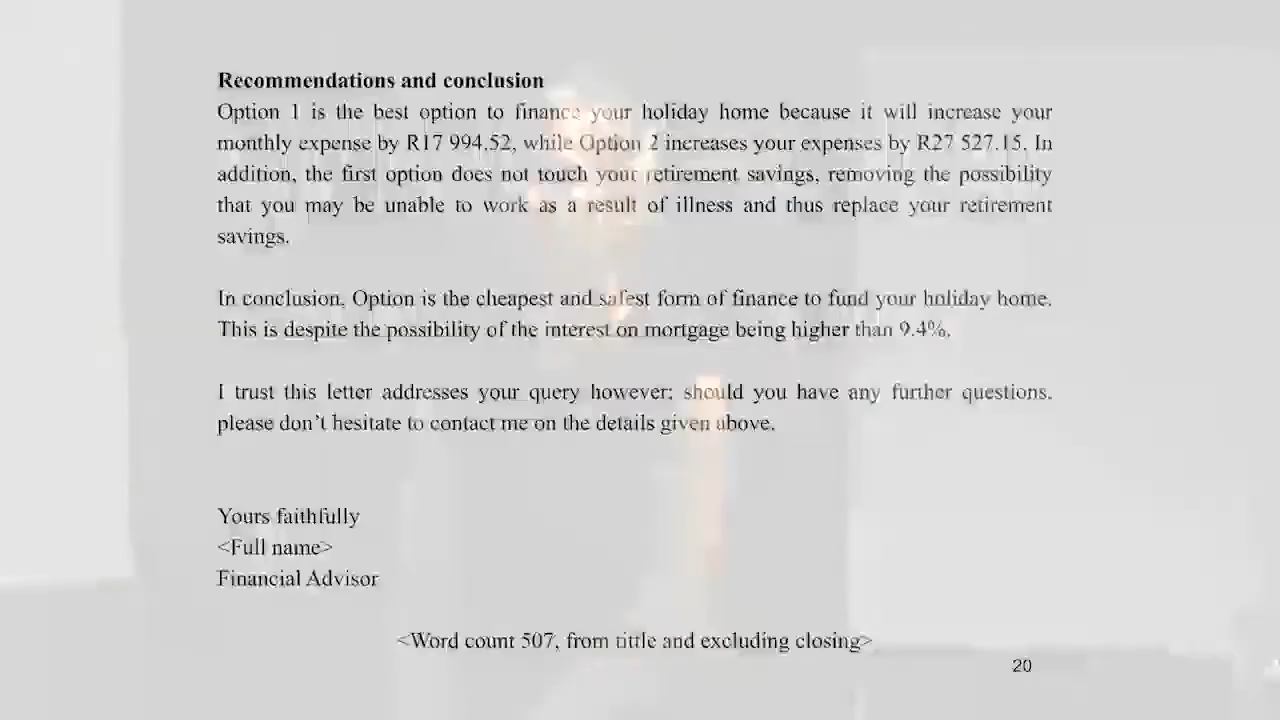 Recommendations and conclusion
Option 1 is the best option to finance your holiday home because it will increase your
monthly expense by R17 994.52, while Option 2 increases your expenses by R27 527.15. In
addition, the first option does not touch your retirement savings, removing the possibility
that you may be unable to work as a result of illness and thus replace your retirement
savings.
In conclusion, Option is the cheapest and safest form of finance to fund your holiday home.
This is despite the possibility of the interest on mortgage being higher than 9.4%.
I trust this letter addresses your query however; should you have any further questions,
please don't hesitate to contact me on the details given above.
Yours faithfully
<Full name>
Financial Advisor
<Word count 507, from tittle and excluding closing>
20